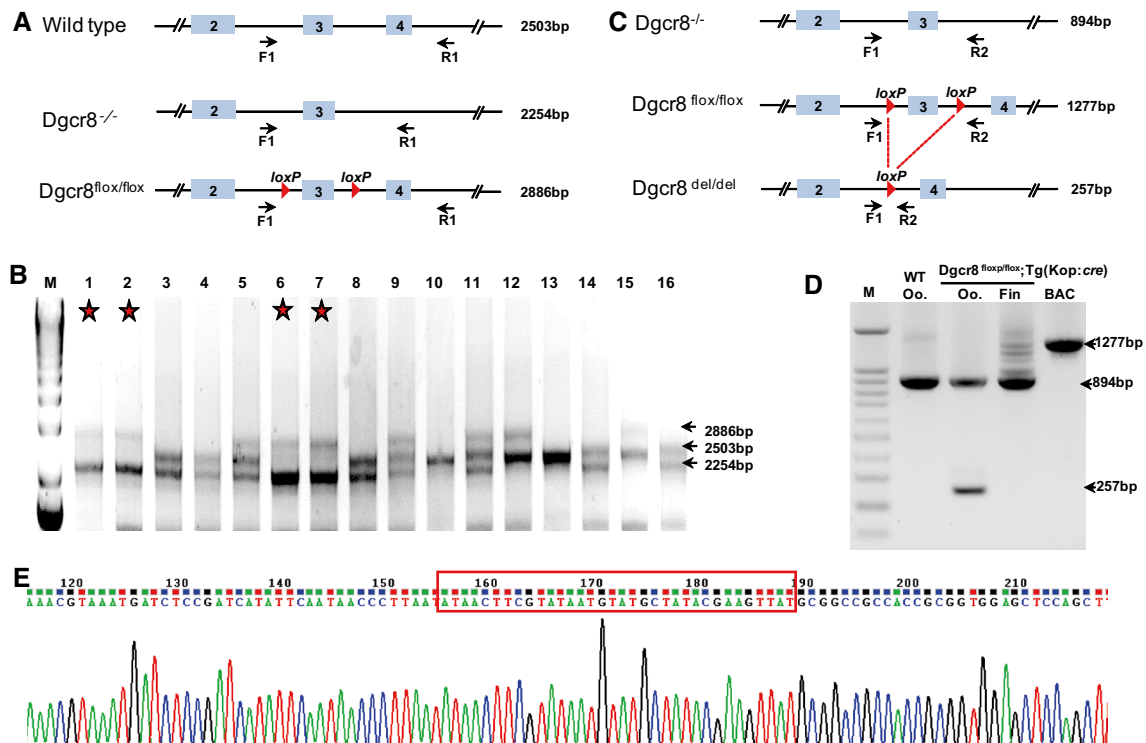 A
Wild type
2 3 4
2503bp
F1 R1
Dgcr8-/-
2 3
2254bp
F1 R1
Dgcr8flox/flox
loxP loxP
2 3 4
2886bp
F1 R1
C
Dgcr8-/-
2 3
894bp
F1 R2
Dgcr8 flox/flox
loxP loxP
2 3 4
1277bp
F1 R2
Dgcr8 del/del
loxP
2 4
257bp
F1 R2
B
M 1 2 3 4 5 6 7 8 9 10 11 12 13 14 15 16
2886bp
2503bp
2254bp
D
Dgcr8 floxp/flox;Tg(Kop:cre)
WT
M Oo. Oo. Fin BAC
1277bp
894bp
257bp
E
120 130 140 150 160 170 180 190 200 210
AAACGTAAATGATCTCCGATCATATTCAATAACCCTTAATATAACTTCGTATAATGTATGCTATACGAAGTTATGCGGCCGCCACCGCGGTGGAGCTCCAGCT